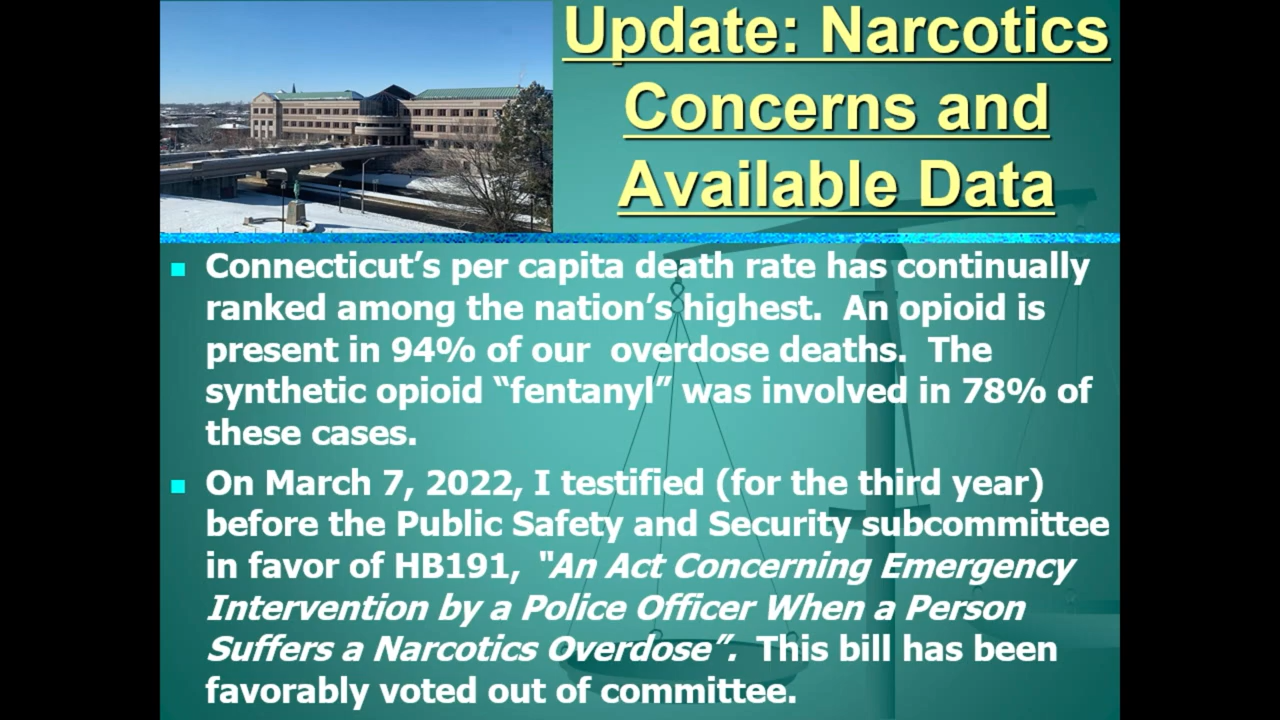 Update: Narcotics
Concerns and
Available Data
Connecticut’s per capita death rate has continually
ranked among the nation’s highest.  An opioid is
present in 94% of our  overdose deaths.  The
synthetic opioid “fentanyl” was involved in 78% of
these cases.
On March 7, 2022, I testified (for the third year)
before the Public Safety and Security subcommittee
in favor of HB191, “An Act Concerning Emergency
Intervention by a Police Officer When a Person
Suffers a Narcotics Overdose”.  This bill has been
favorably voted out of committee.